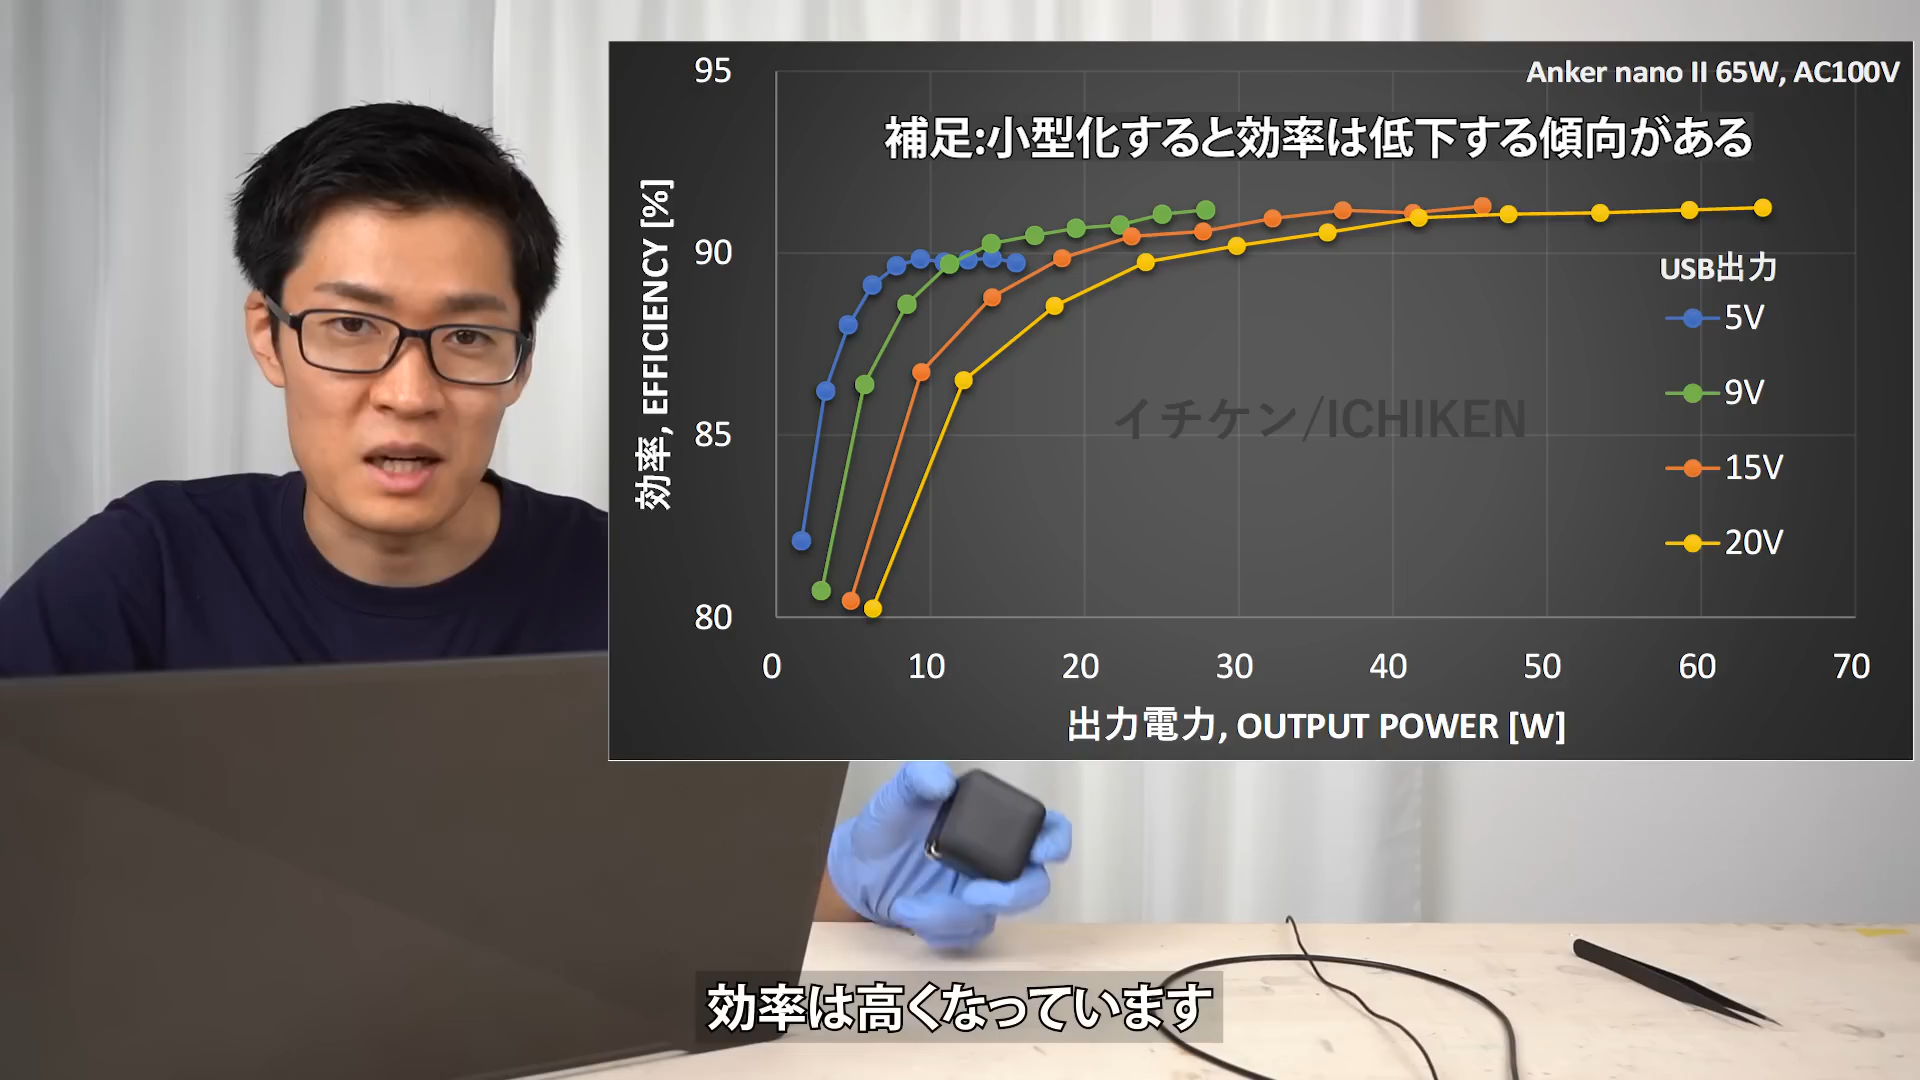 95
Anker nano II 65W, AC100V
補足:小型化すると効率は低下する傾向がある
90
85
80
効率, EFFICIENCY [%]
USB出力
5V
9V
15V
20V
イチケン/ICHIKEN
0 10 20 30 40 50 60 70
出力電力, OUTPUT POWER [W]
効率は高くなっています